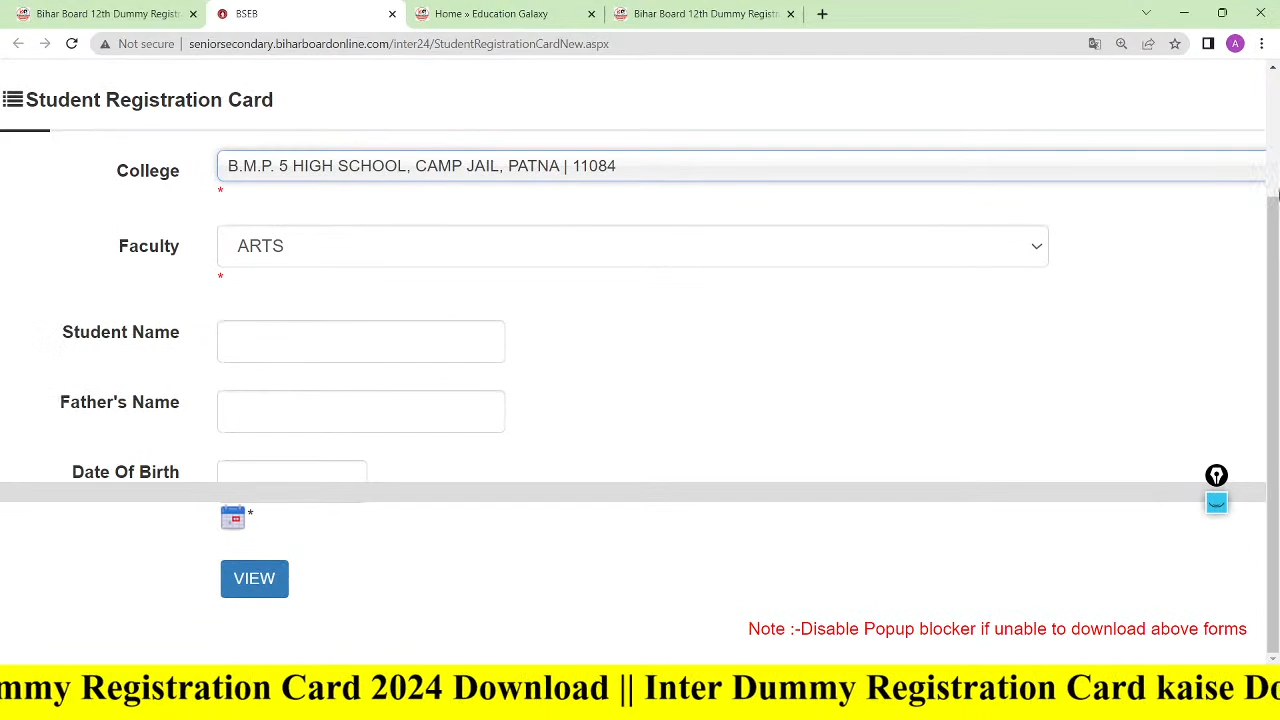 Bihar Board 12th Dummy Registr
BSEB
Home » Education Galaxy
Bihar Board 12th Dummy Registr
Not secure
seniorsecondary.biharboardonline.com/inter24/StudentRegistrationCardNew.aspx
A
Student Registration Card
College
B.M.P. 5 HIGH SCHOOL, CAMP JAIL, PATNA | 11084
*
Faculty
ARTS
*
Student Name
Father's Name
Date Of Birth
*
VIEW
Note :-Disable Popup blocker if unable to download above forms
mmy Registration Card 2024 Download || Inter Dummy Registration Card kaise Do